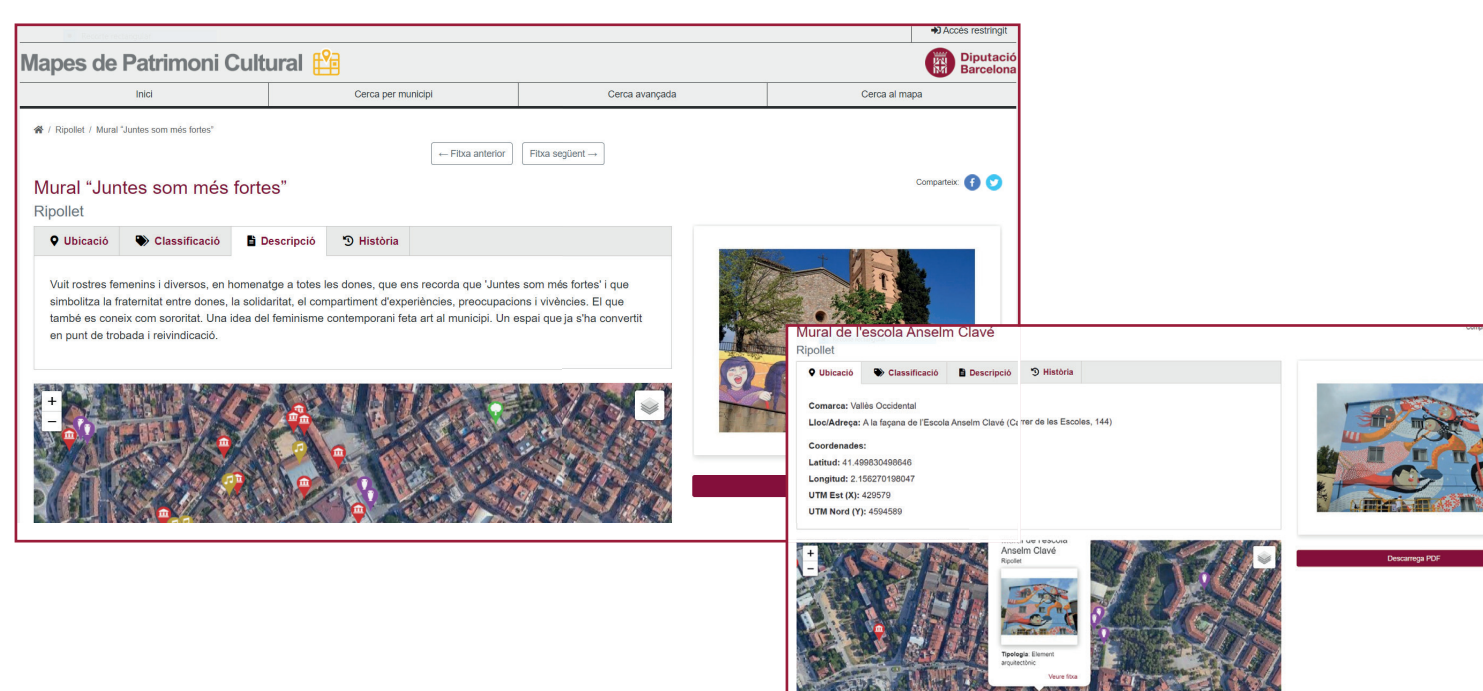 Accés restringit
Mapes de Patrimoni Cultural
Diputació
Barcelona
Inici
Cerca per municipi
Cerca avançada
Cerca al mapa
/ Ripollet / Mural "Juntes som més fortes"
← Fitxa anterior
Fitxa següent →
Mural “Juntes som més fortes”
Comparteix:
Ripollet
Ubicació
Classificació
Descripció
Història
Vuit rostres femenins i diversos, en homenatge a totes les dones, que ens recorda que 'Juntes som més fortes' i que
simbolitza la fraternitat entre dones, la solidaritat, el compartiment d'experiències, preocupacions i vivències. El que
també es coneix com sororitat. Una idea del feminisme contemporani feta art al municipi. Un espai que ja s'ha convertit
en punt de trobada i reivindicació.
+
−
Mural de l'escola Anselm Clavé
Ripollet
Ubicació
Classificació
Descripció
Història
Comarca: Vallès Occidental
Lloc/Adreça: A la façana de l'Escola Anselm Clavé (Carrer de les Escoles, 144)
Coordenades:
Latitud: 41.499830498646
Longitud: 2.156270198047
UTM Est (X): 429579
UTM Nord (Y): 4594589
+
−
Mural de l'escola
Anselm Clavé
Ripollet
Tipologia: Element
arquitectònic
Veure fitxa
Descarrega PDF